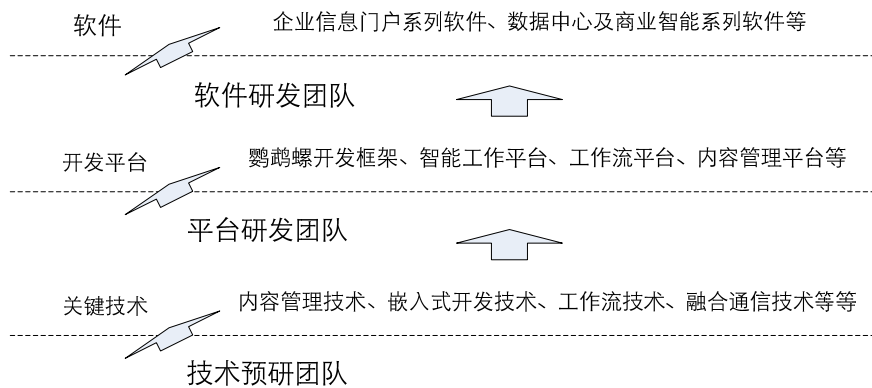 软件
企业信息门户系列软件、数据中心及商业智能系列软件等
软件研发团队
开发平台
鹦鹉螺开发框架、智能工作平台、工作流平台、内容管理平台等
平台研发团队
关键技术
内容管理技术、嵌入式开发技术、工作流技术、融合通信技术等等
技术预研团队